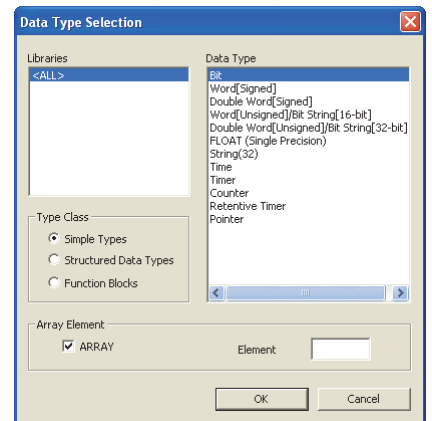 Data Type Selection
Libraries
<ALL>
Data Type
Bit
Word[Signed]
Double Word[Signed]
Word[Unsigned]/Bit String[16-bit]
Double Word[Unsigned]/Bit String[32-bit]
FLOAT (Single Precision)
String(32)
Time
Timer
Counter
Retentive Timer
Pointer
Type Class
Simple Types
Structured Data Types
Function Blocks
Array Element
ARRAY
Element
OK
Cancel